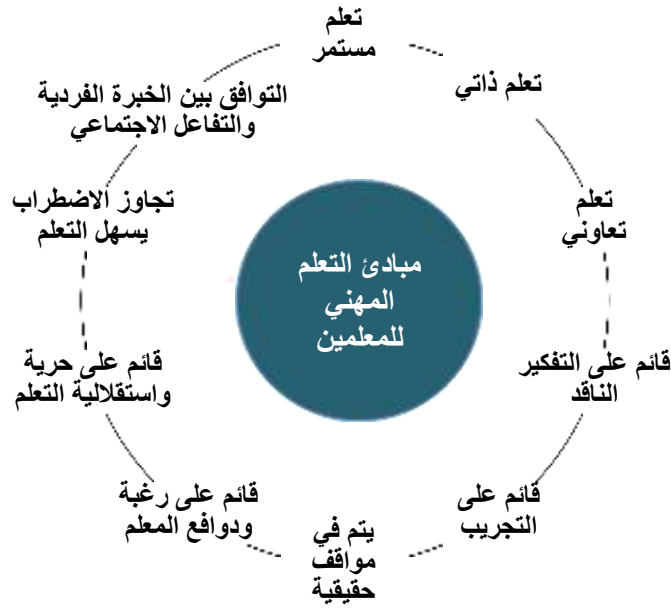 تعلم
مستمر
تعلم ذاتي
تعلم
تعاوني
قائم على التفكير
الناقد
قائم على
التجريب
يتم في
مواقف
حقيقية
قائم على رغبة
ودوافع المعلم
قائم على حرية
واستقلالية التعلم
تجاوز الاضطراب
يسهل التعلم
التوافق بين الخبرة الفردية
والتفاعل الاجتماعي
مبادئ التعلم
المهني
للمعلمين